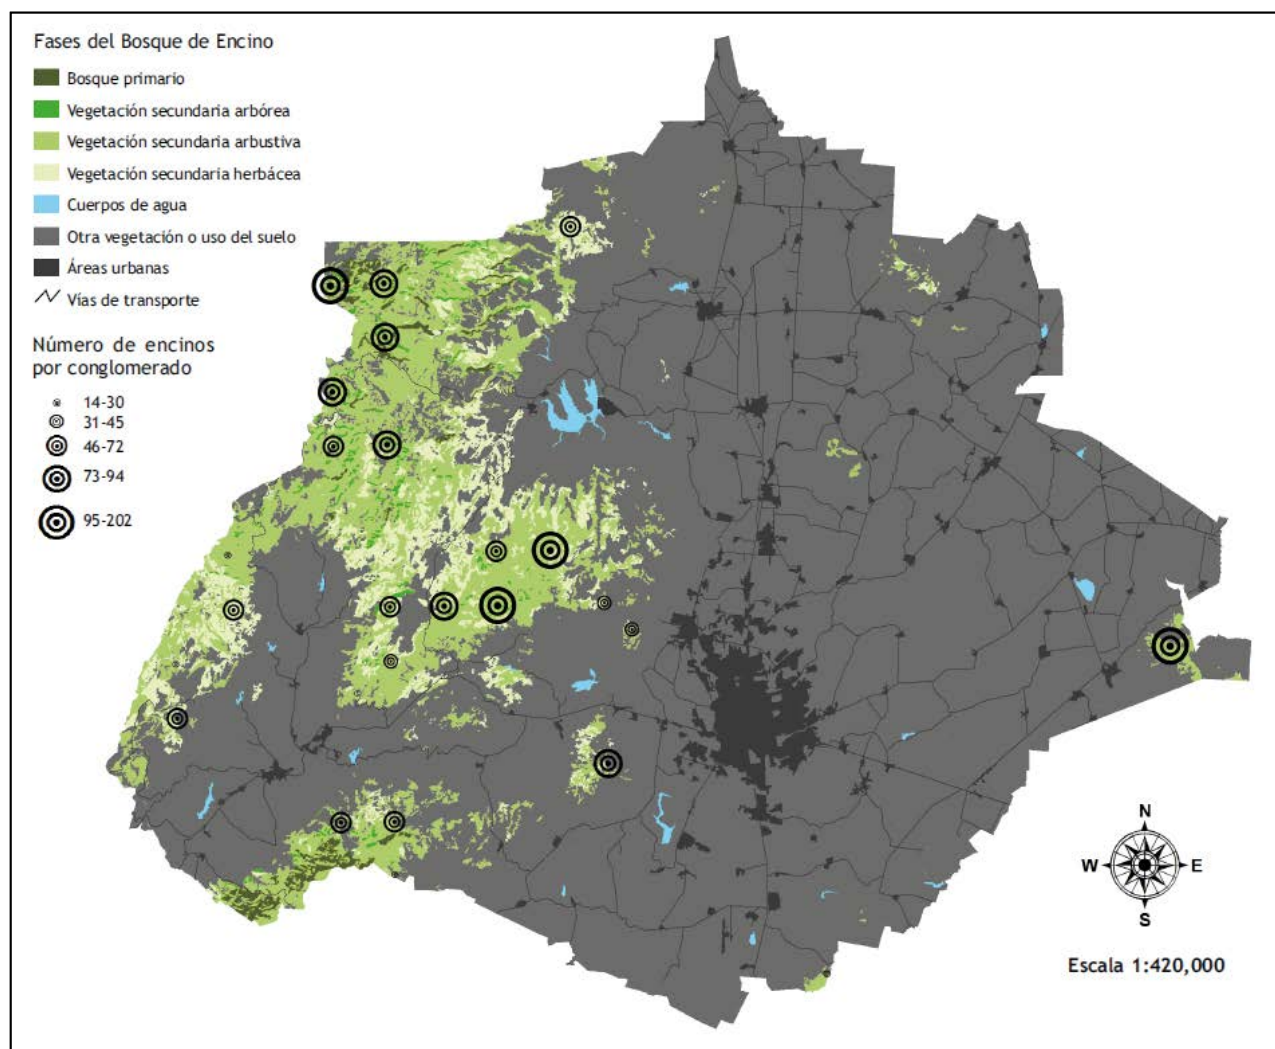 Fases del Bosque de Encino
Bosque primario
Vegetación secundaria arbórea
Vegetación secundaria arbustiva
Vegetación secundaria herbácea
Cuerpos de agua
Otra vegetación o uso del suelo
Áreas urbanas
Vías de transporte
Número de encinos
por conglomerado
14-30
31-45
46-72
73-94
95-202
N
W E
S
Escala 1:420,000